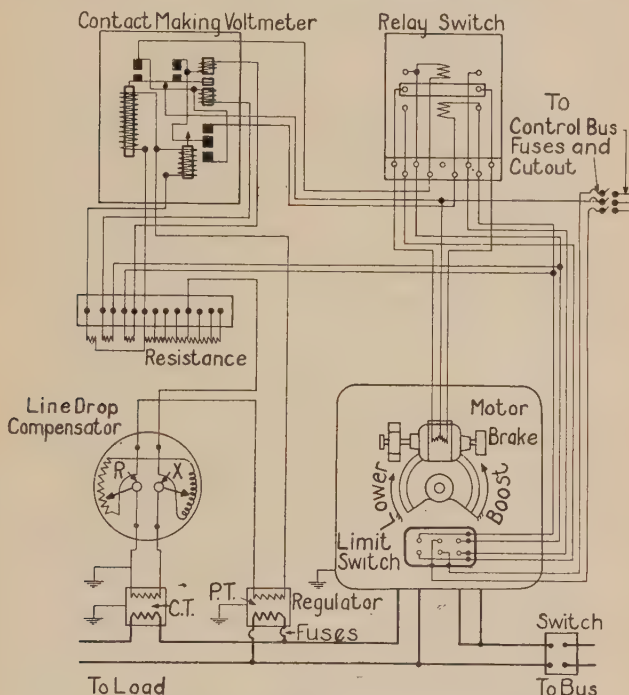 Contact Making Voltmeter
Relay Switch
To
Control Bus
Fuses and
Cutout
Resistance
Line Drop
Compensator
R
X
Motor
Brake
Lower
Boost
Limit
Switch
C.T.
P.T.
Regulator
Fuses
Switch
To Load
To Bus